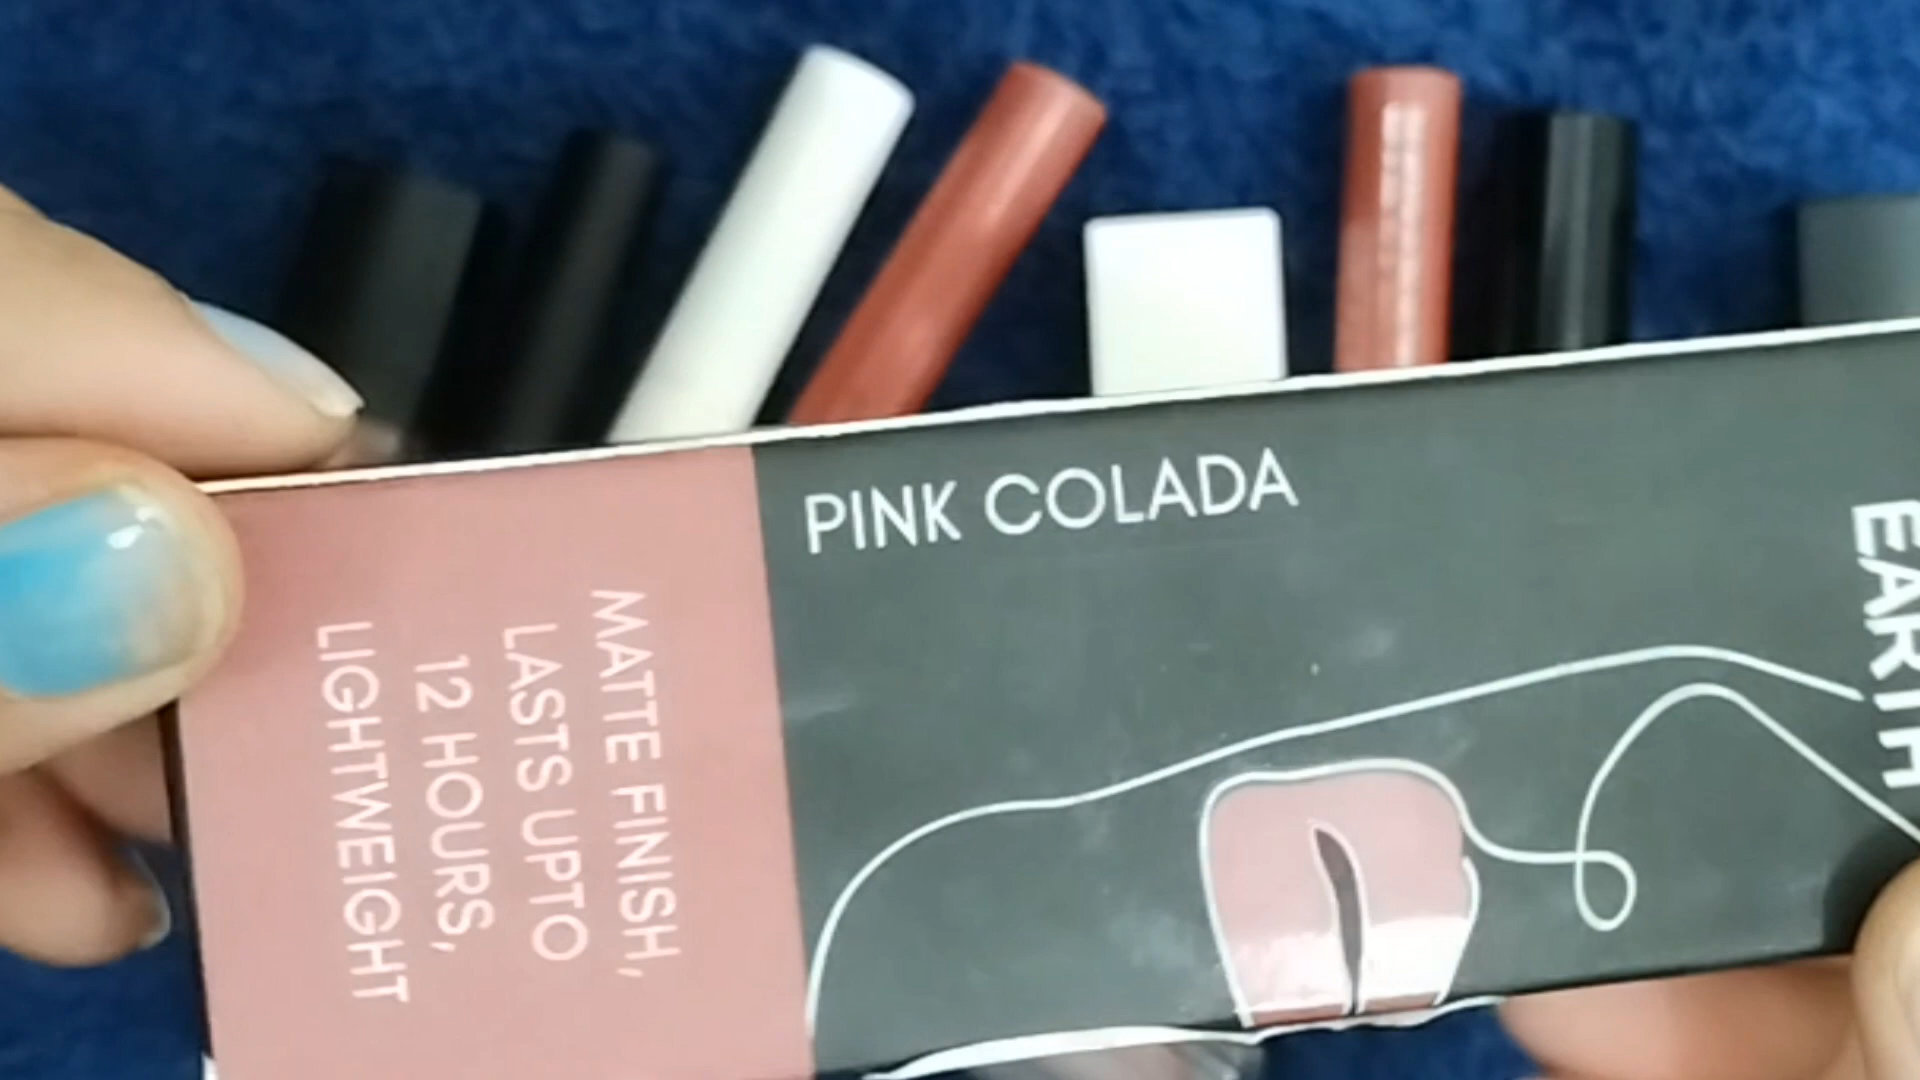 PINK COLADA
EARTH
MATTE FINISH,
LASTS UPTO
12 HOURS,
LIGHTWEIGHT